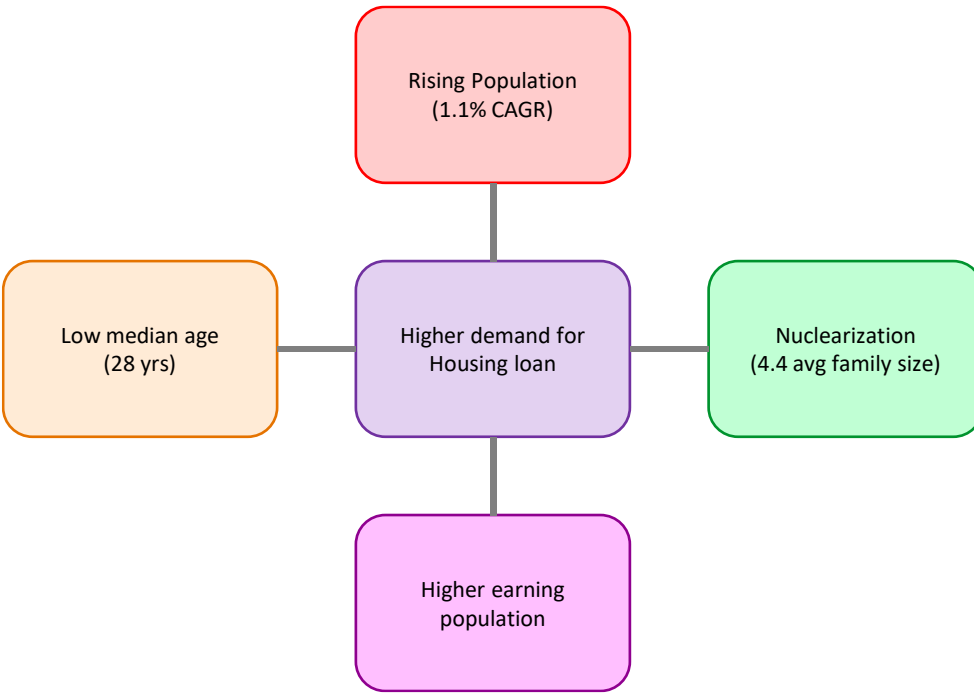 Rising Population
(1.1% CAGR)
Low median age
(28 yrs)
Higher demand for
Housing loan
Nuclearization
(4.4 avg family size)
Higher earning
population